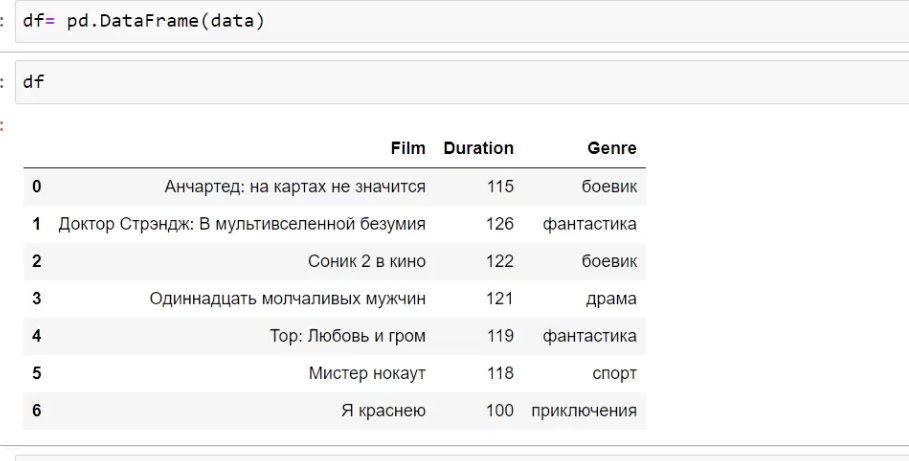 : df= pd.DataFrame(data)
: df
:
Film Duration Genre
0 Анчартед: на картах не значится 115 боевик
1 Доктор Стрэндж: В мультивселенной безумия 126 фантастика
2 Соник 2 в кино 122 боевик
3 Одиннадцать молчаливых мужчин 121 драма
4 Тор: Любовь и гром 119 фантастика
5 Мистер нокаут 118 спорт
6 Я краснею 100 приключения